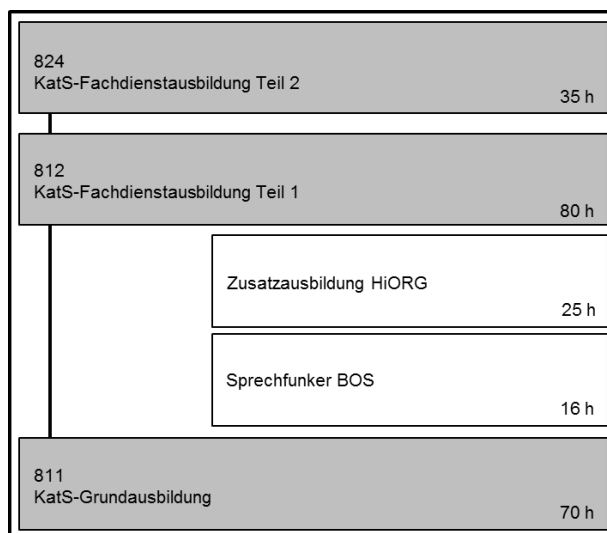 824
KatS-Fachdienstausbildung Teil 2
35 h
812
KatS-Fachdienstausbildung Teil 1
80 h
Zusatzausbildung HiORG
25 h
Sprechfunker BOS
16 h
811
KatS-Grundausbildung
70 h